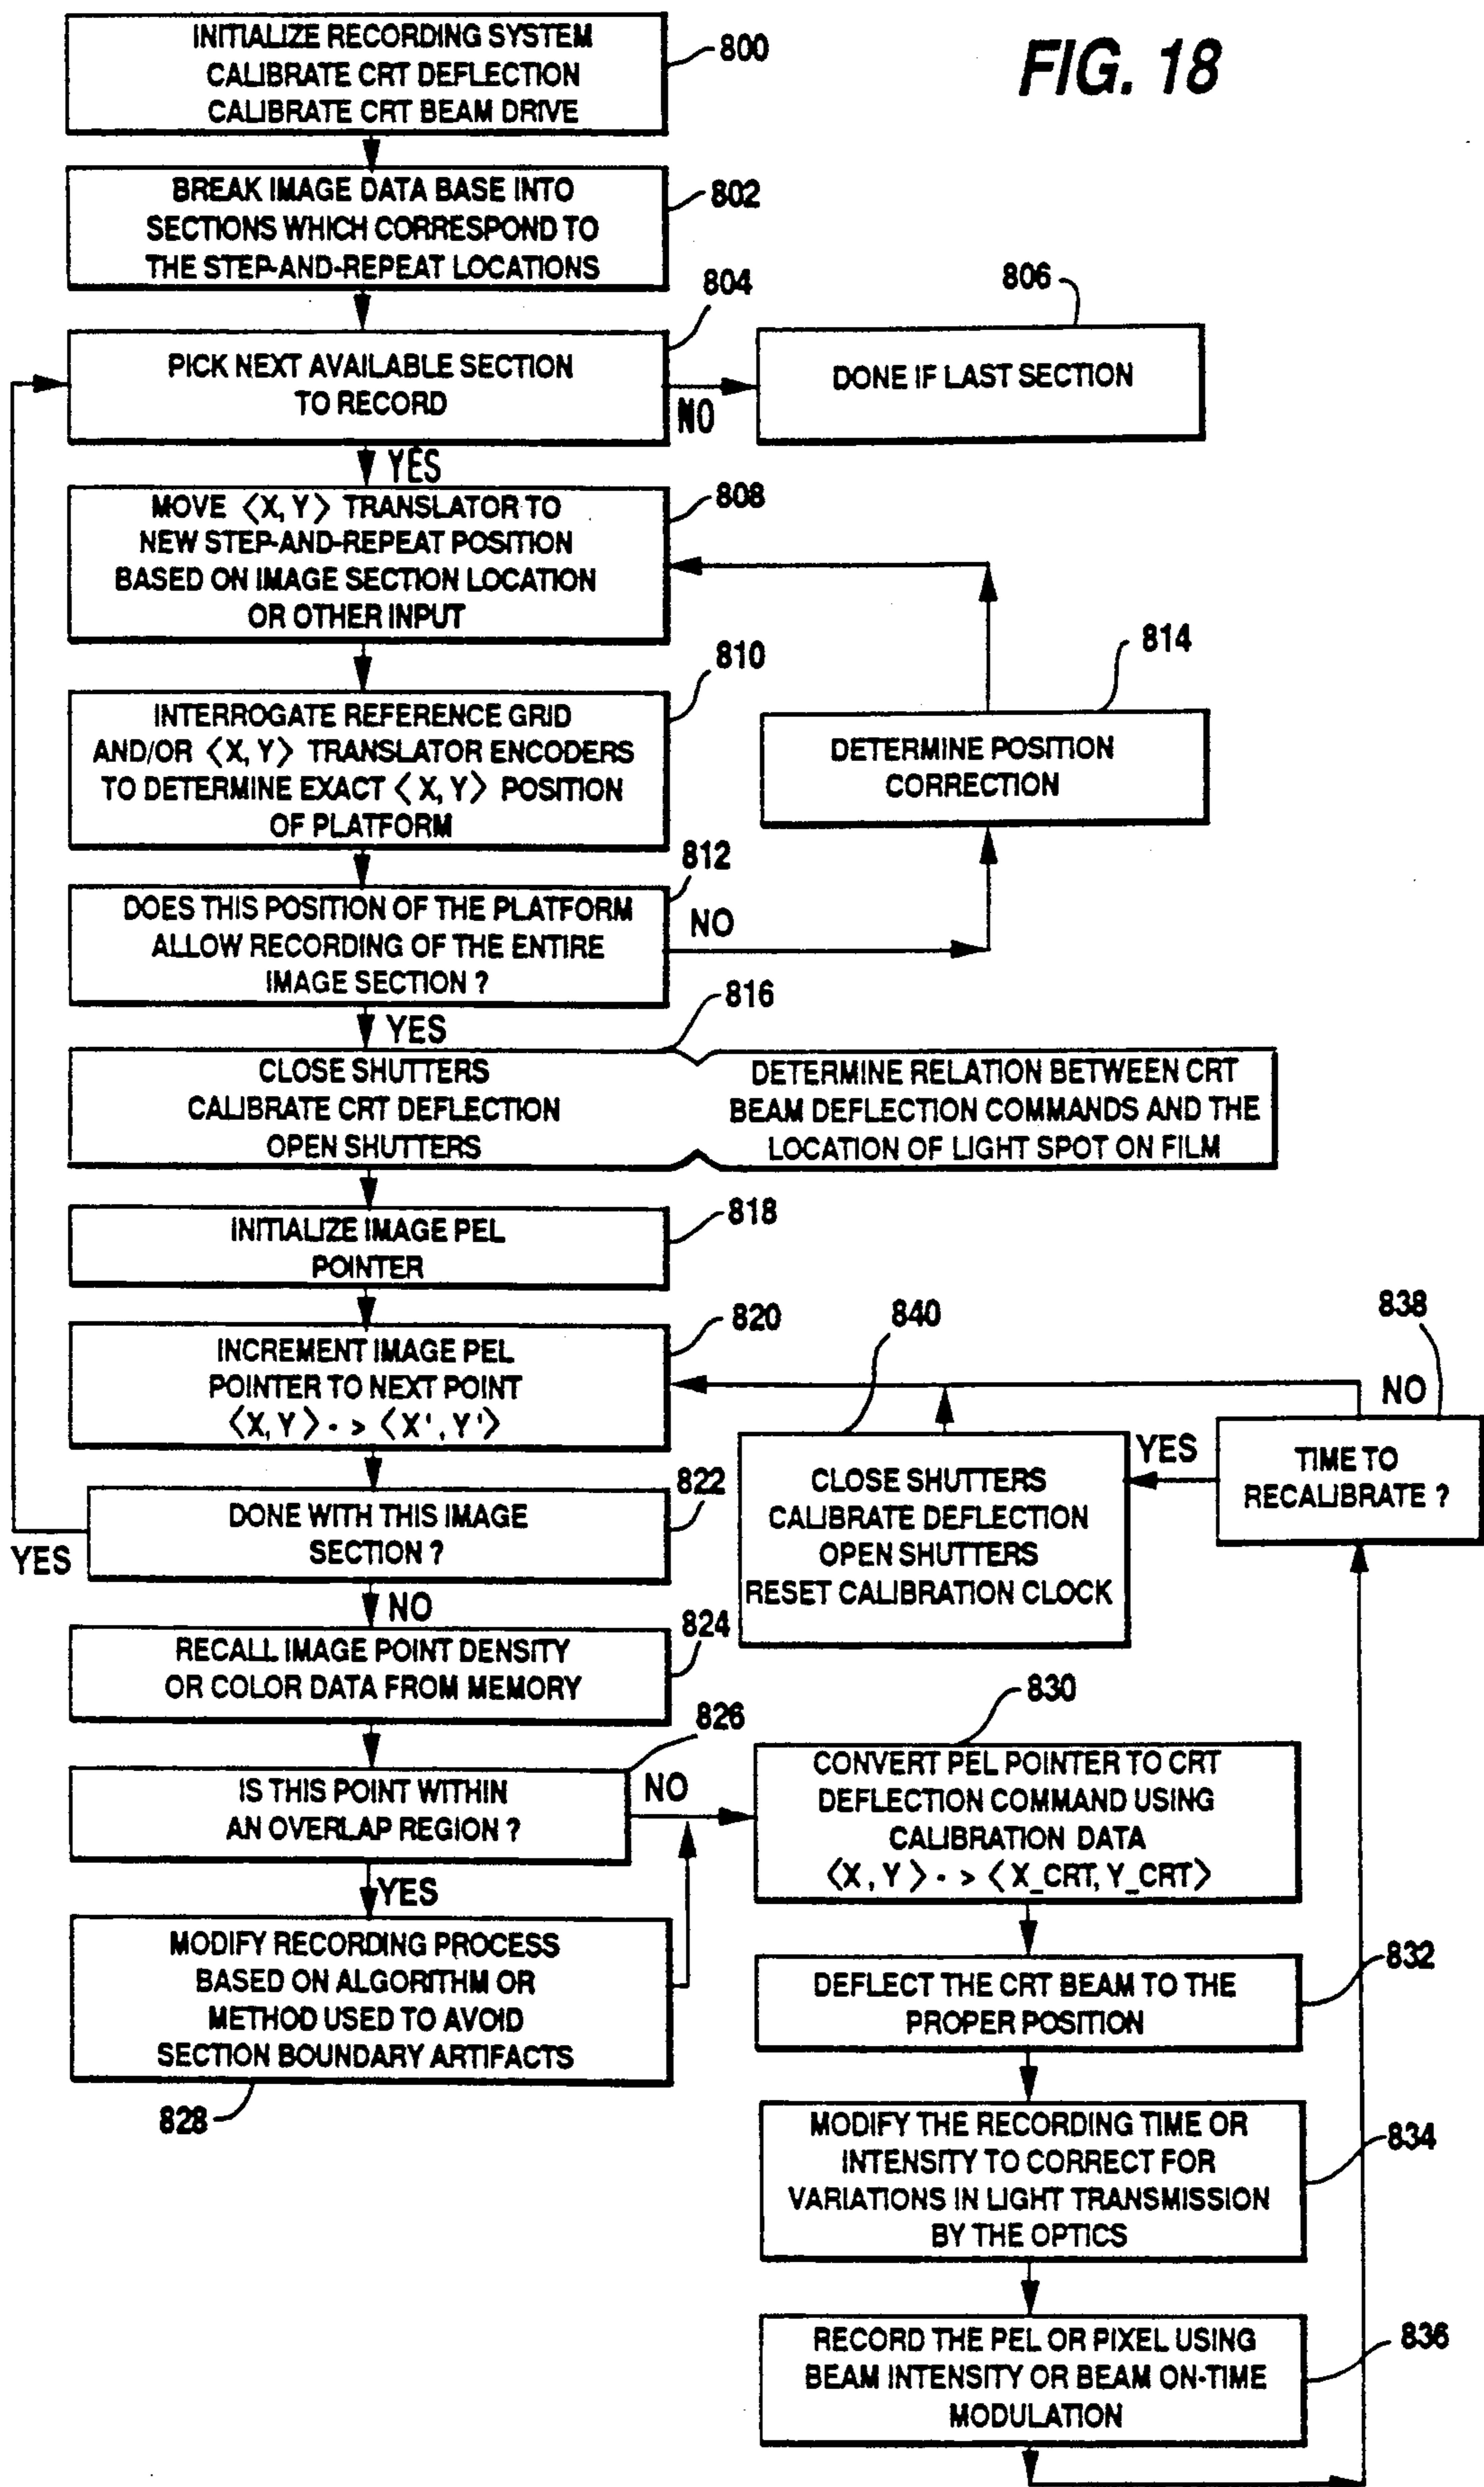 FIG. 18
INITIALIZE RECORDING SYSTEM
CALIBRATE CRT DEFLECTION
CALIBRATE CRT BEAM DRIVE
800
BREAK IMAGE DATA BASE INTO
SECTIONS WHICH CORRESPOND TO
THE STEP-AND-REPEAT LOCATIONS
802
804
PICK NEXT AVAILABLE SECTION
TO RECORD
NO
806
DONE IF LAST SECTION
YES
MOVE ⟨X, Y⟩ TRANSLATOR TO
NEW STEP-AND-REPEAT POSITION
BASED ON IMAGE SECTION LOCATION
OR OTHER INPUT
808
810
INTERROGATE REFERENCE GRID
AND/OR ⟨X, Y⟩ TRANSLATOR ENCODERS
TO DETERMINE EXACT ⟨X, Y⟩ POSITION
OF PLATFORM
814
DETERMINE POSITION
CORRECTION
812
DOES THIS POSITION OF THE PLATFORM
ALLOW RECORDING OF THE ENTIRE
IMAGE SECTION ?
NO
YES
816
CLOSE SHUTTERS
CALIBRATE CRT DEFLECTION
OPEN SHUTTERS
DETERMINE RELATION BETWEEN CRT
BEAM DEFLECTION COMMANDS AND THE
LOCATION OF LIGHT SPOT ON FILM
INITIALIZE IMAGE PEL
POINTER
818
INCREMENT IMAGE PEL
POINTER TO NEXT POINT
⟨X, Y⟩ - > ⟨X', Y'⟩
820
840
838
NO
TIME TO
RECALIBRATE ?
YES
CLOSE SHUTTERS
CALIBRATE DEFLECTION
OPEN SHUTTERS
RESET CALIBRATION CLOCK
DONE WITH THIS IMAGE
SECTION ?
822
YES
NO
RECALL IMAGE POINT DENSITY
OR COLOR DATA FROM MEMORY
824
826
IS THIS POINT WITHIN
AN OVERLAP REGION ?
NO
YES
MODIFY RECORDING PROCESS
BASED ON ALGORITHM OR
METHOD USED TO AVOID
SECTION BOUNDARY ARTIFACTS
828
830
CONVERT PEL POINTER TO CRT
DEFLECTION COMMAND USING
CALIBRATION DATA
⟨X, Y⟩ - > ⟨X_CRT, Y_CRT⟩
DEFLECT THE CRT BEAM TO THE
PROPER POSITION
832
MODIFY THE RECORDING TIME OR
INTENSITY TO CORRECT FOR
VARIATIONS IN LIGHT TRANSMISSION
BY THE OPTICS
834
RECORD THE PEL OR PIXEL USING
BEAM INTENSITY OR BEAM ON-TIME
MODULATION
836